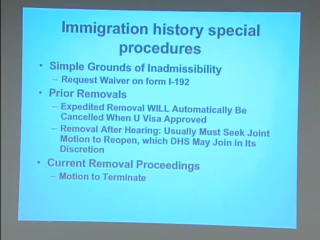 Immigration history special
procedures
• Simple Grounds of Inadmissibility
– Request Waiver on form I-192
• Prior Removals
– Expedited Removal WILL Automatically Be
Cancelled When U Visa Approved
– Removal After Hearing: Usually Must Seek Joint
Motion to Reopen, which DHS May Join in Its
Discretion
• Current Removal Proceedings
– Motion to Terminate